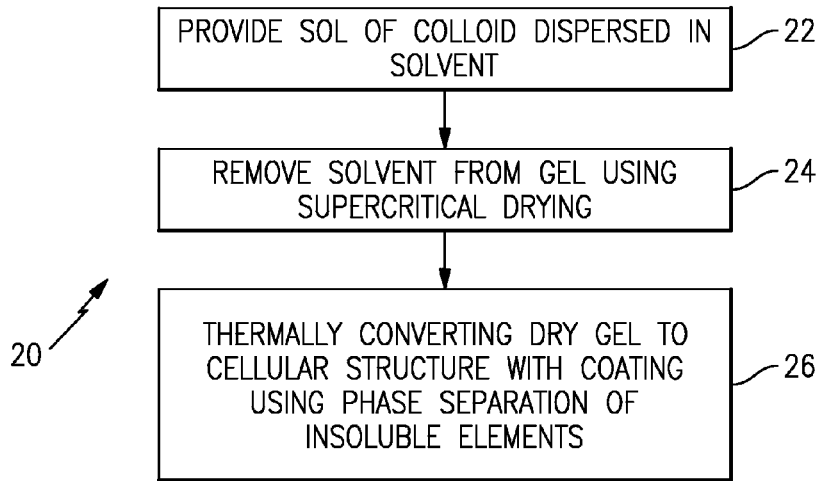 PROVIDE SOL OF COLLOID DISPERSED IN
SOLVENT
22
REMOVE SOLVENT FROM GEL USING
SUPERCRITICAL DRYING
24
THERMALLY CONVERTING DRY GEL TO
CELLULAR STRUCTURE WITH COATING
USING PHASE SEPARATION OF
INSOLUBLE ELEMENTS
26
20